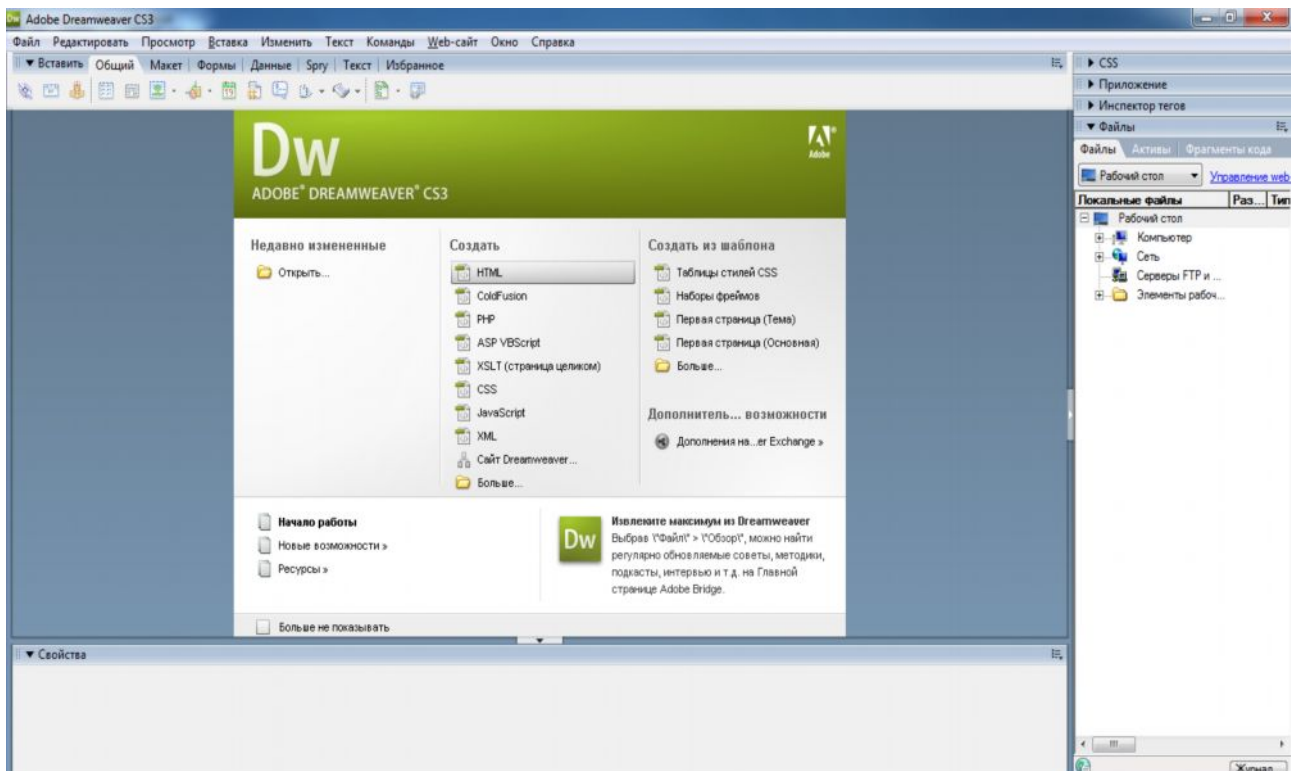 Adobe Dreamweaver CS3
Файл Редактировать Просмотр Вставка Изменить Текст Команды Web-сайт Окно Справка
Вставить Общий Макет Формы Данные Spry Текст Избранное
Dw
ADOBE® DREAMWEAVER® CS3
Adobe
Недавно измененные
Открыть...
Создать
HTML
ColdFusion
PHP
ASP VBScript
XSLT (страница целиком)
CSS
JavaScript
XML
Сайт Dreamweaver...
Больше...
Создать из шаблона
Таблицы стилей CSS
Наборы фреймов
Первая страница (Тема)
Первая страница (Основная)
Больше...
Дополнитель... возможности
Дополнения на...er Exchange »
Начало работы
Новые возможности »
Ресурсы »
Dw
Извлеките максимум из Dreamweaver
Выбрав \"Файл\" > \"Обзор\", можно найти
регулярно обновляемые советы, методики,
подкасты, интервью и т.д. на Главной
странице Adobe Bridge.
Больше не показывать
Свойства
CSS
Приложение
Инспектор тегов
Файлы
Файлы Активы Фрагменты кода
Рабочий стол Управление web
Локальные файлы Раз... Тип
Рабочий стол
Компьютер
Сеть
Серверы FTP и ...
Элементы рабоч...
Журнал...